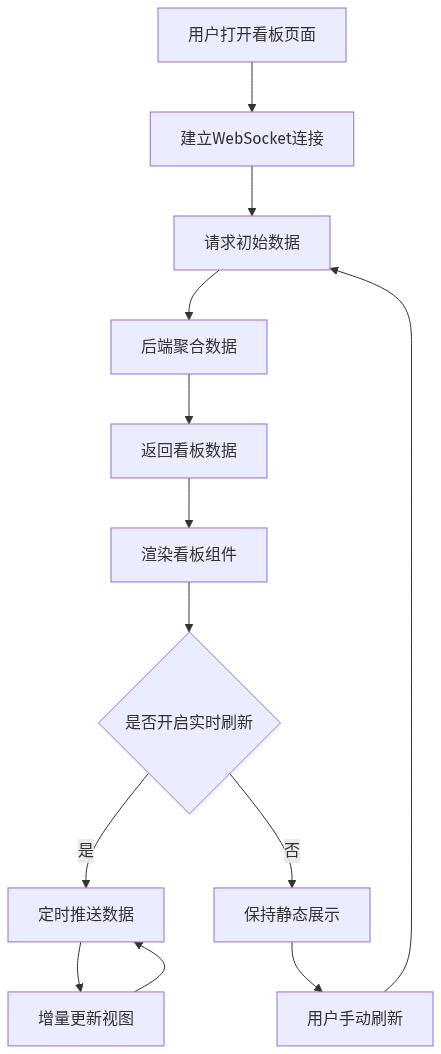 用户打开看板页面
建立WebSocket连接
请求初始数据
后端聚合数据
返回看板数据
渲染看板组件
是否开启实时刷新
是
否
定时推送数据
保持静态展示
增量更新视图
用户手动刷新